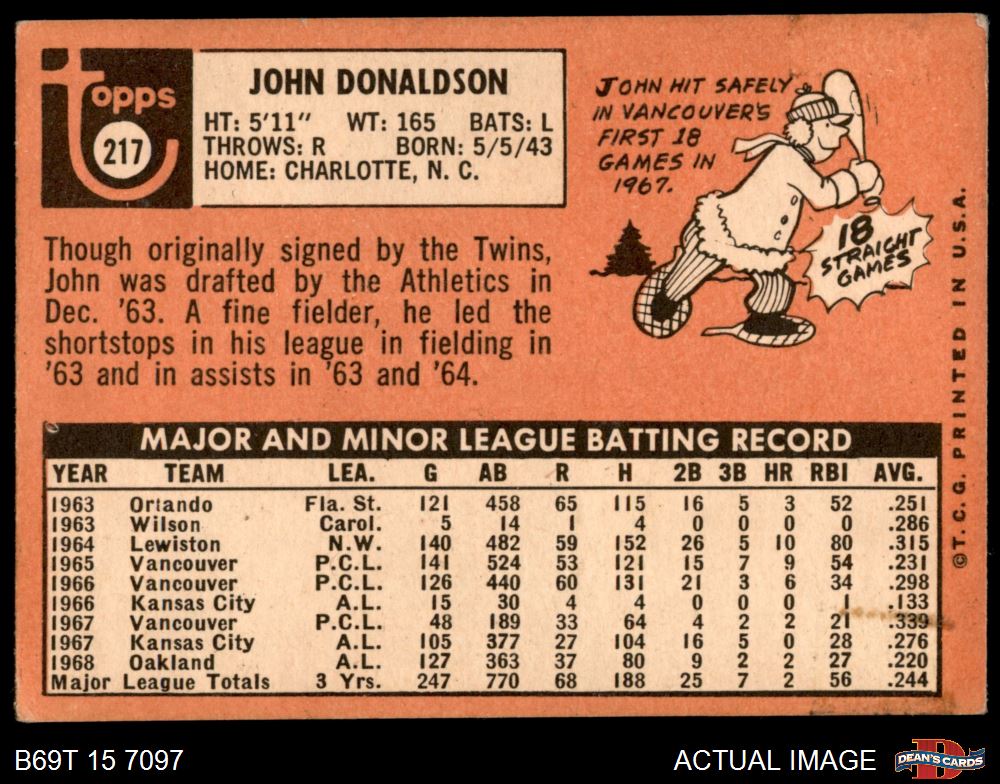 topps
217
JOHN DONALDSON
HT: 5'11" WT: 165 BATS: L
THROWS: R BORN: 5/5/43
HOME: CHARLOTTE, N. C.
JOHN HIT SAFELY
IN VANCOUVER'S
FIRST 18
GAMES IN
1967.
18
STRAIGHT
GAMES
Though originally signed by the Twins,
John was drafted by the Athletics in
Dec. '63. A fine fielder, he led the
shortstops in his league in fielding in
'63 and in assists in '63 and '64.
MAJOR AND MINOR LEAGUE BATTING RECORD
YEAR TEAM LEA. G AB R H 2B 3B HR RBI AVG.
1963 Orlando Fla. St. 121 458 65 115 16 5 3 52 .251
1963 Wilson Carol. 5 14 1 4 0 0 0 0 .286
1964 Lewiston N.W. 140 482 59 152 26 5 10 80 .315
1965 Vancouver P.C.L. 141 524 53 121 15 7 9 54 .231
1966 Vancouver P.C.L. 126 440 60 131 21 3 6 34 .298
1966 Kansas City A.L. 15 30 4 4 0 0 0 1 .133
1967 Vancouver P.C.L. 48 189 33 64 4 2 2 21 .339
1967 Kansas City A.L. 105 377 27 104 16 5 0 28 .276
1968 Oakland A.L. 127 363 37 80 9 2 2 27 .220
Major League Totals 3 Yrs. 247 770 68 188 25 7 2 56 .244
©T. C. G. PRINTED IN U.S.A.
B69T 15 7097
ACTUAL IMAGE
DEAN'S CARDS